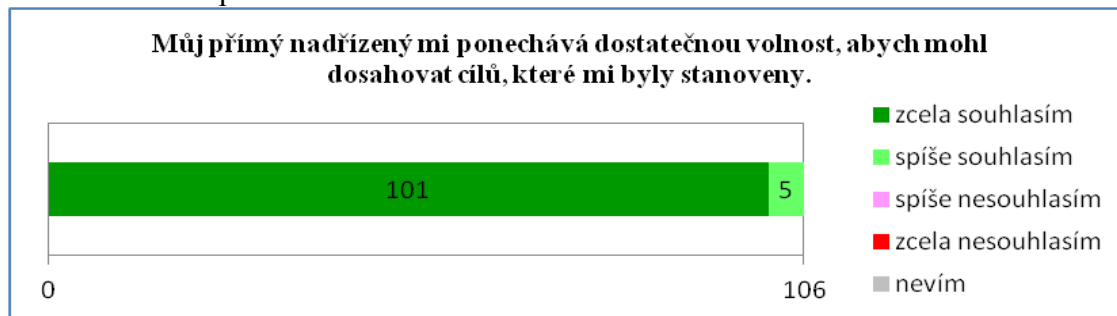 Můj přímý nadřízený mi ponechává dostatečnou volnost, abych mohl
dosahovat cílů, které mi byly stanoveny.
zcela souhlasím
spíše souhlasím
101
5
spíše nesouhlasím
zcela nesouhlasím
0
106
nevím